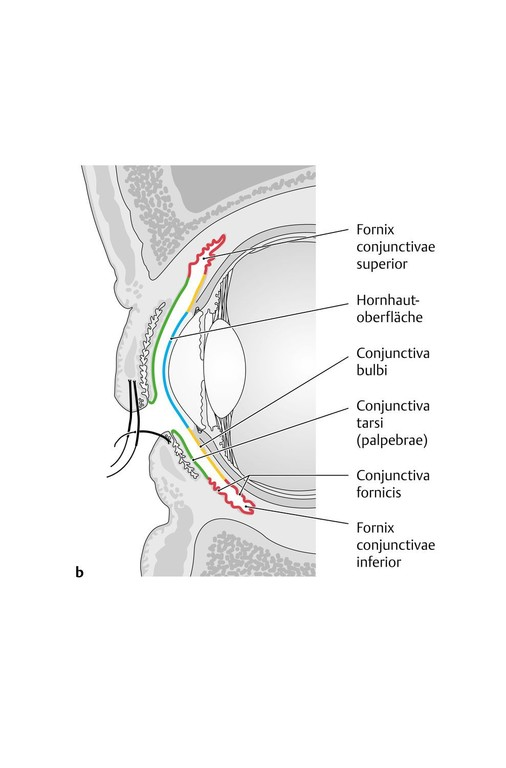 Fornix
conjunctivae
superior
Hornhaut-
oberfläche
Conjunctiva
bulbi
Conjunctiva
tarsi
(palpebrae)
Conjunctiva
fornicis
Fornix
conjunctivae
inferior
b